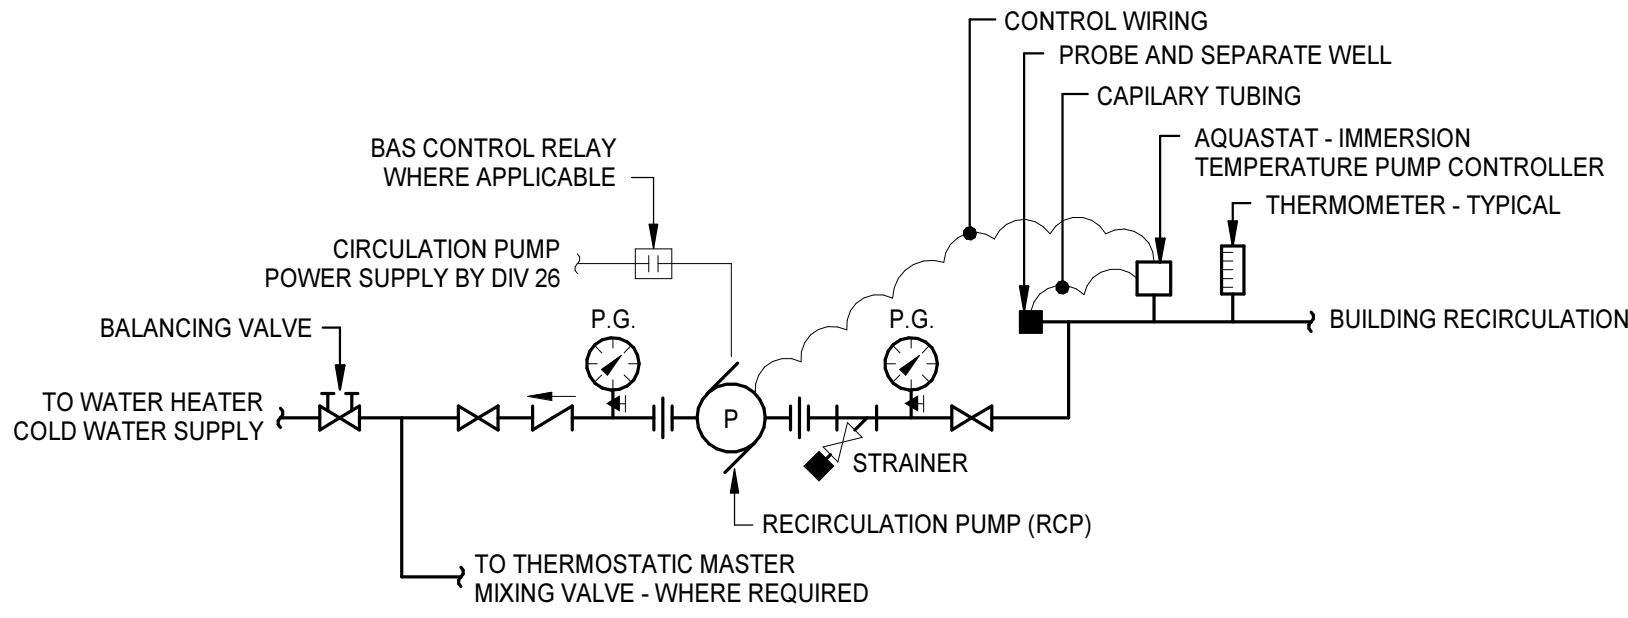 CONTROL WIRING
PROBE AND SEPARATE WELL
CAPILARY TUBING
AQUASTAT - IMMERSION
TEMPERATURE PUMP CONTROLLER
THERMOMETER - TYPICAL
BAS CONTROL RELAY
WHERE APPLICABLE
CIRCULATION PUMP
POWER SUPPLY BY DIV 26
BALANCING VALVE
P.G.
P.G.
BUILDING RECIRCULATION
TO WATER HEATER
COLD WATER SUPPLY
P
STRAINER
RECIRCULATION PUMP (RCP)
TO THERMOSTATIC MASTER
MIXING VALVE - WHERE REQUIRED